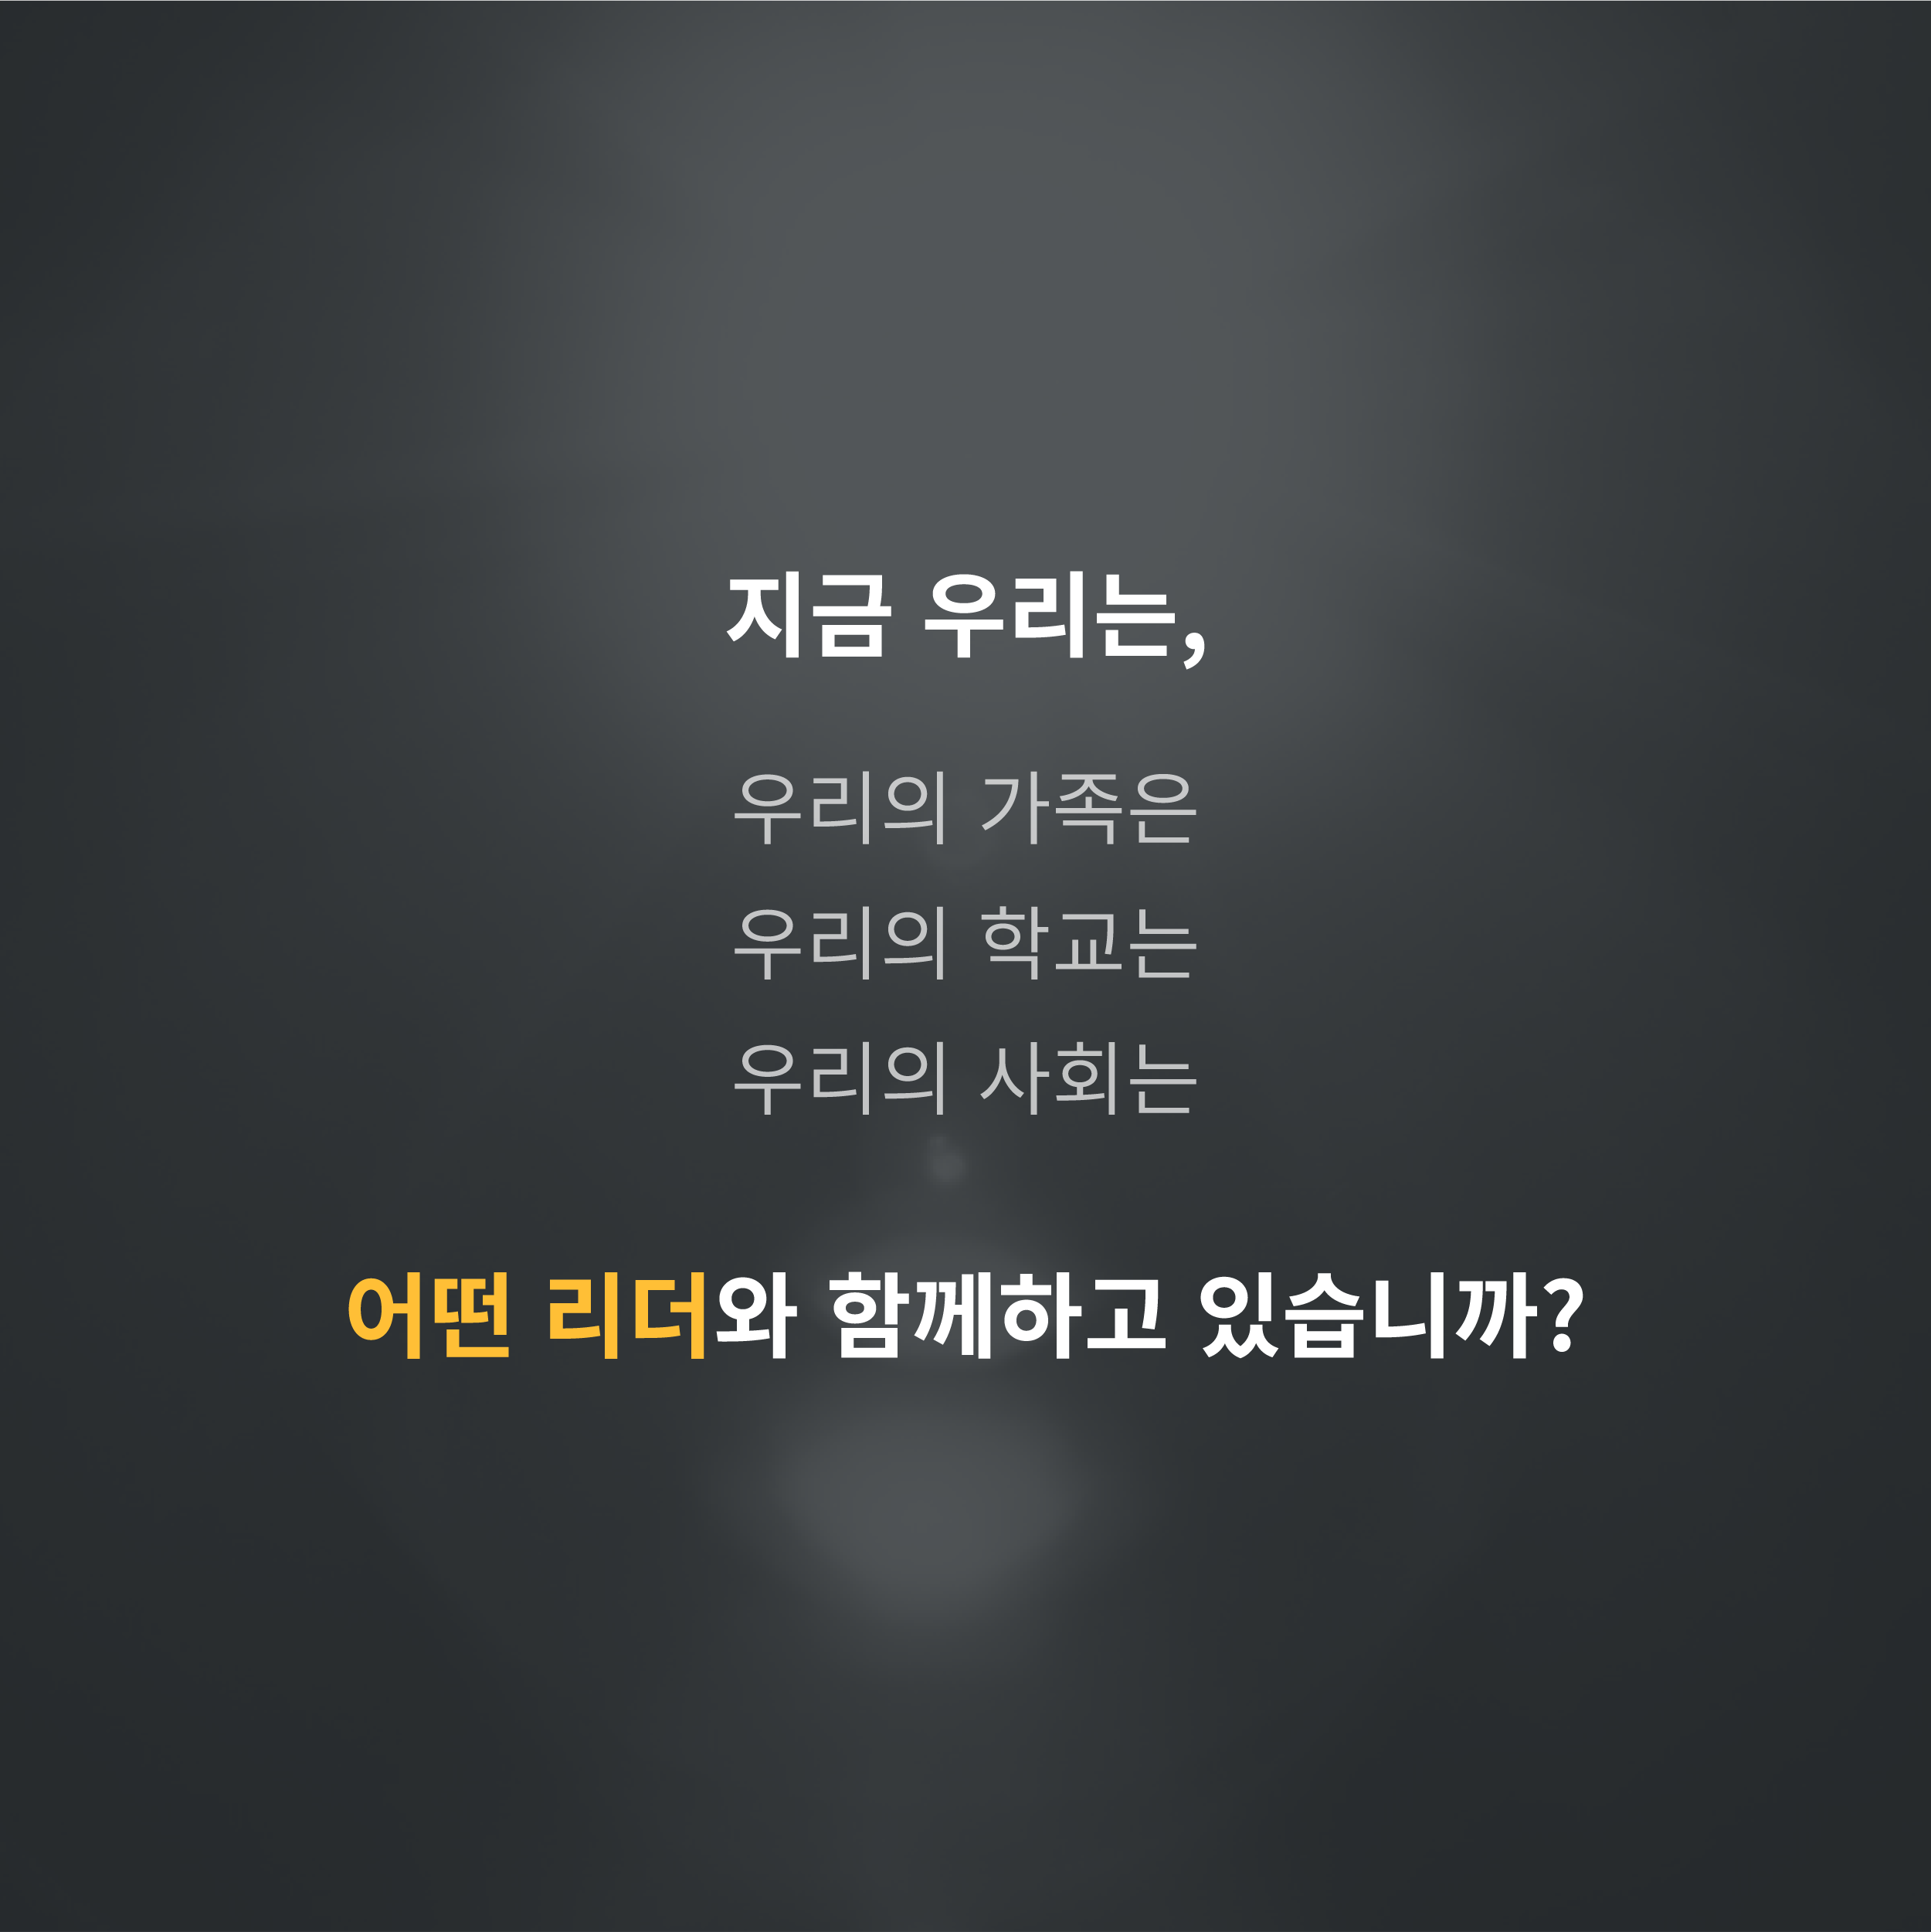 지금 우리는,
우리의 가족은
우리의 학교는
우리의 사회는
어떤 리더와 함께하고 있습니까?